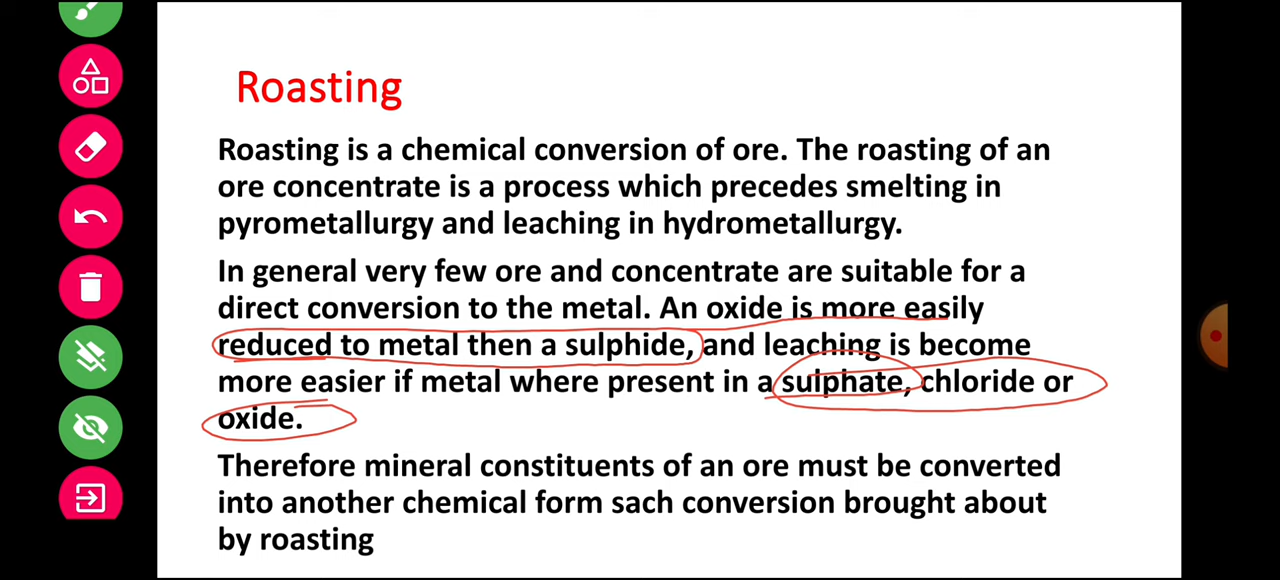 Roasting
Roasting is a chemical conversion of ore. The roasting of an
ore concentrate is a process which precedes smelting in
pyrometallurgy and leaching in hydrometallurgy.
In general very few ore and concentrate are suitable for a
direct conversion to the metal. An oxide is more easily
reduced to metal then a sulphide, and leaching is become
more easier if metal where present in a sulphate, chloride or
oxide.
Therefore mineral constituents of an ore must be converted
into another chemical form sach conversion brought about
by roasting